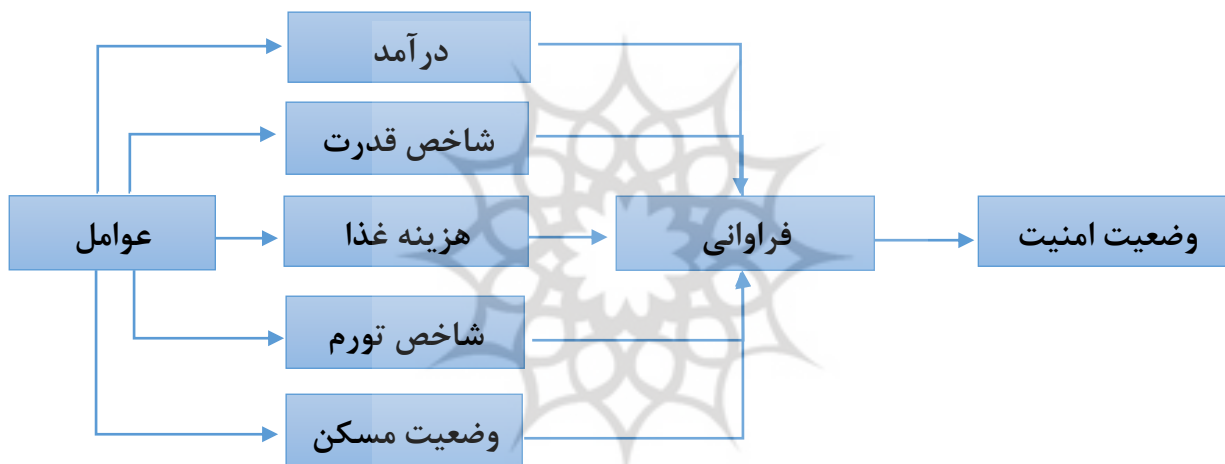 درآمد
شاخص قدرت
عوامل
هزینه غذا
فراوانی
وضعیت امنیت
شاخص تورم
وضعیت مسکن